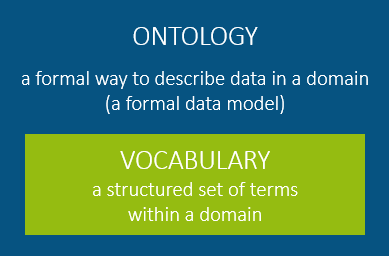 ONTOLOGY
a formal way to describe data in a domain
(a formal data model)
VOCABULARY
a structured set of terms
within a domain